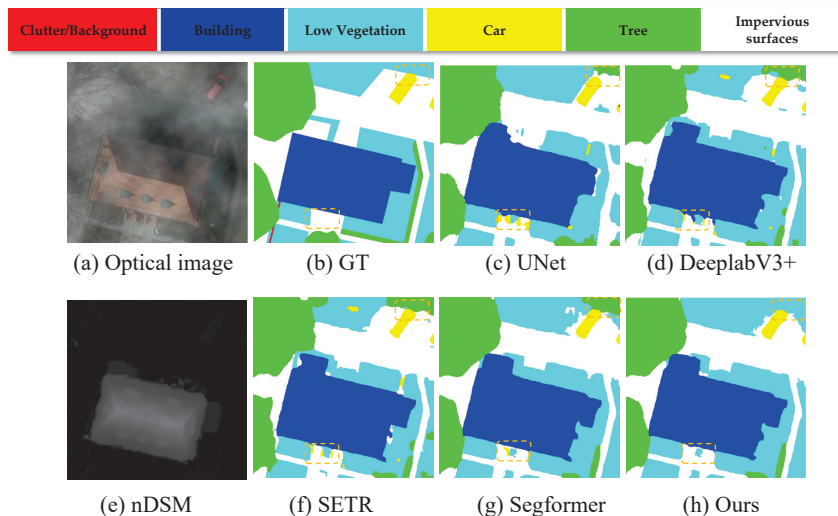 Clutter/Background Building Low Vegetation Car Tree Impervious surfaces
(a) Optical image (b) GT (c) UNet (d) DeeplabV3+
(e) nDSM (f) SETR (g) Segformer (h) Ours